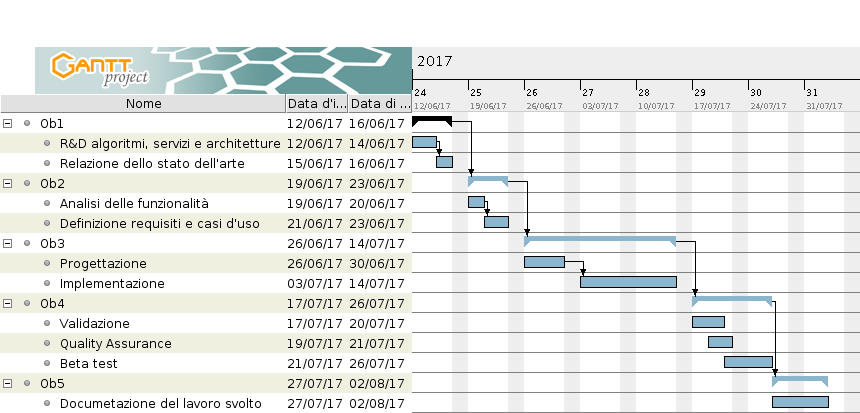 GANTT
project
2017
24 25 26 27 28 29 30 31
12/06/17 19/06/17 26/06/17 03/07/17 10/07/17 17/07/17 24/07/17 31/07/17
Nome Data d'i... Data di ...
Ob1 12/06/17 16/06/17
R&D algoritmi, servizi e architetture 12/06/17 14/06/17
Relazione dello stato dell'arte 15/06/17 16/06/17
Ob2 19/06/17 23/06/17
Analisi delle funzionalità 19/06/17 20/06/17
Definizione requisiti e casi d'uso 21/06/17 23/06/17
Ob3 26/06/17 14/07/17
Progettazione 26/06/17 30/06/17
Implementazione 03/07/17 14/07/17
Ob4 17/07/17 26/07/17
Validazione 17/07/17 20/07/17
Quality Assurance 19/07/17 21/07/17
Beta test 21/07/17 26/07/17
Ob5 27/07/17 02/08/17
Documetazione del lavoro svolto 27/07/17 02/08/17